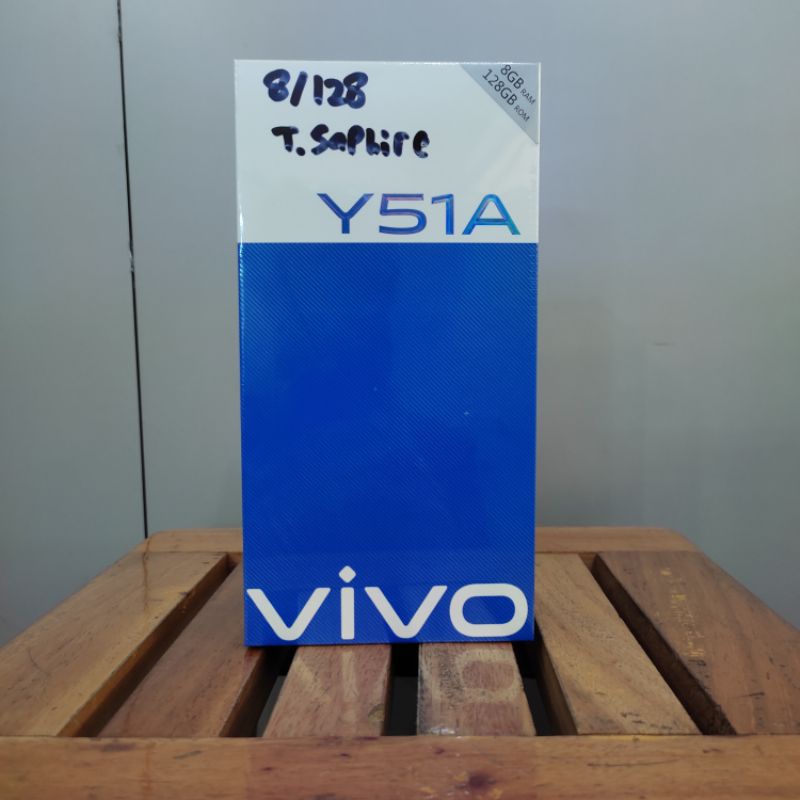 8/128
T. Saphire
8GB RAM
128GB ROM
Y51A
vivo